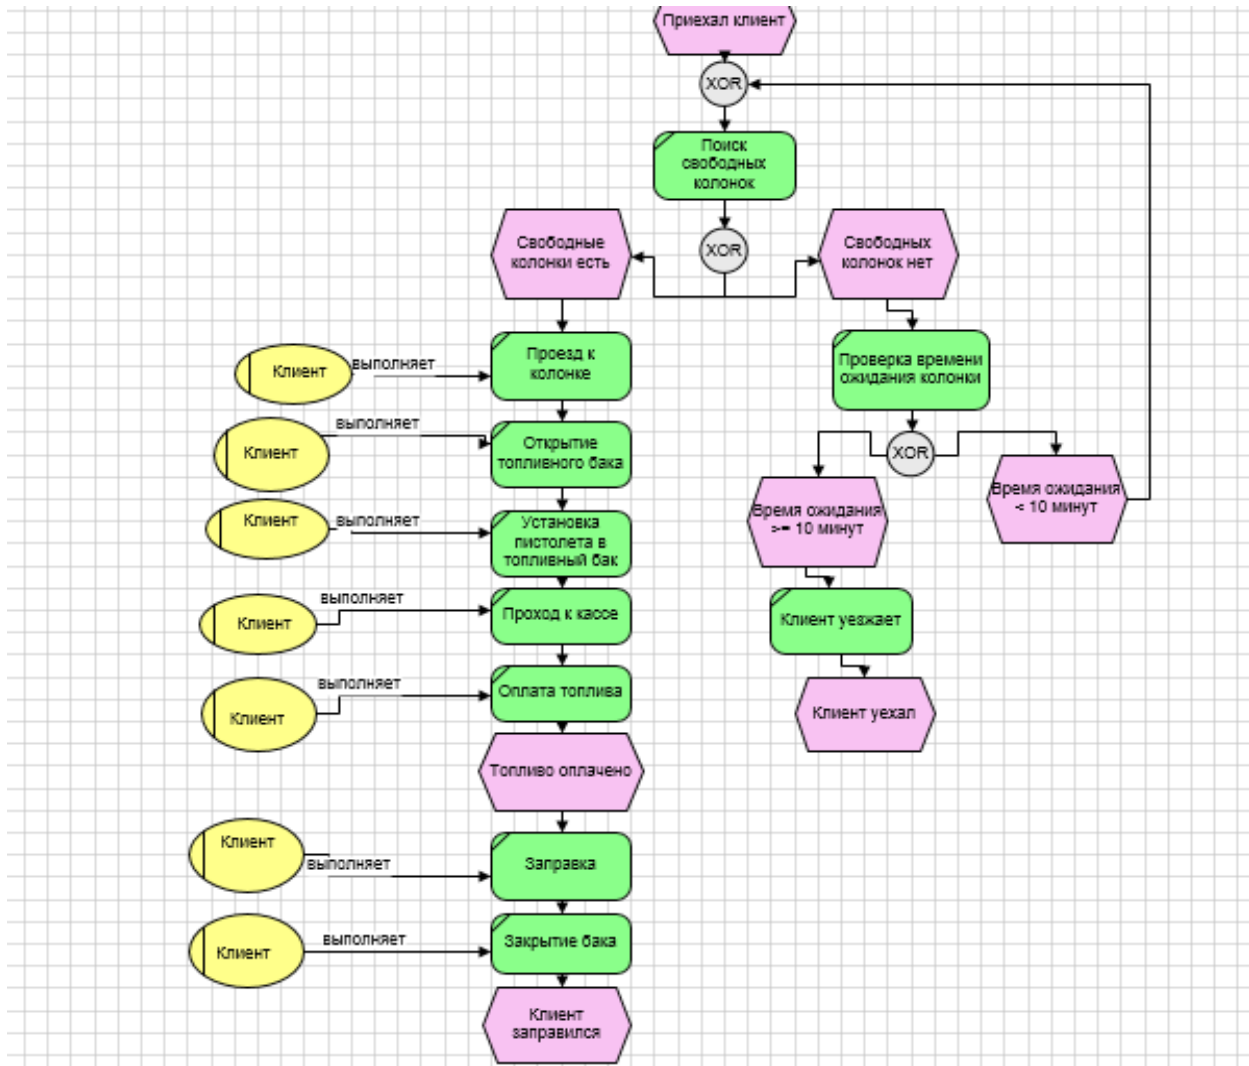 Приехал клиент
XOR
Поиск
свободных
колонок
XOR
Свободные
колонки есть
Свободных
колонок нет
Клиент
выполняет
Проезд к
колонке
Проверка времени
ожидания колонки
Клиент
выполняет
Открытие
топливного бака
XOR
Время ожидания
>= 10 минут
Время ожидания
< 10 минут
Клиент
выполняет
Установка
пистолета в
топливный бак
Клиент
выполняет
Проход к кассе
Клиент уезжает
Клиент
выполняет
Оплата топлива
Клиент уехал
Топливо оплачено
Клиент
выполняет
Заправка
Клиент
выполняет
Закрытие бака
Клиент
заправился